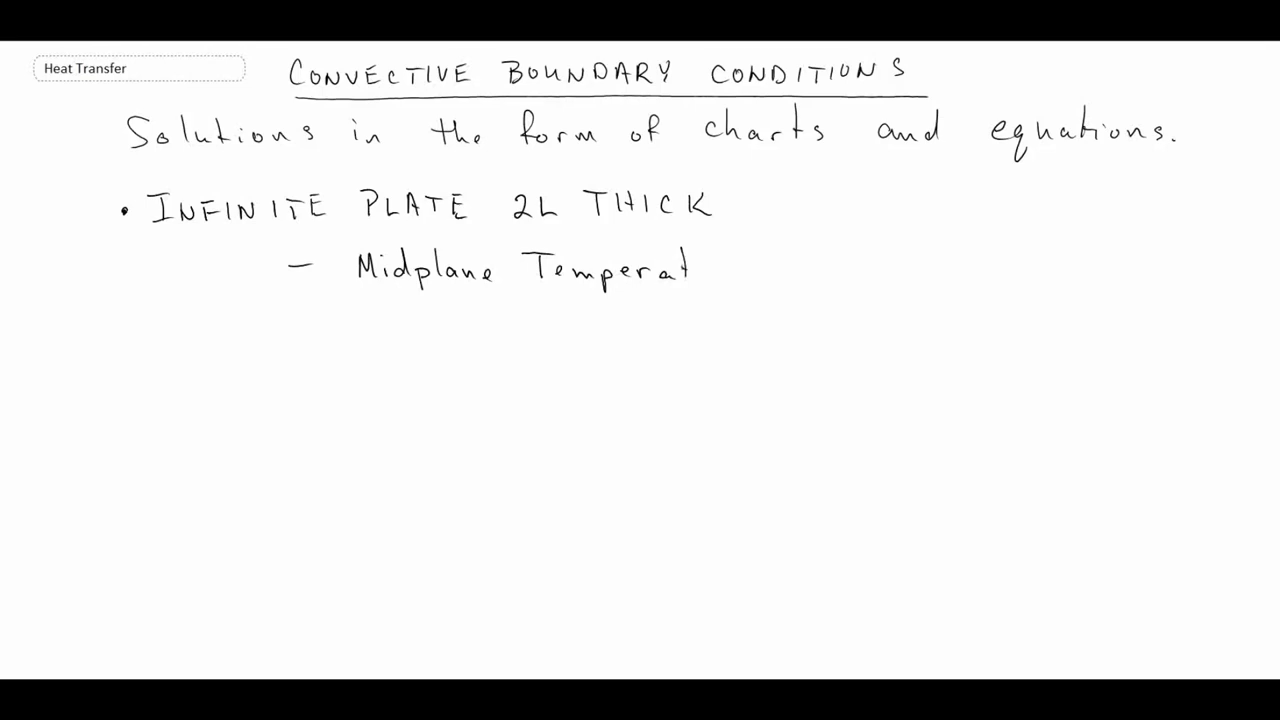 Heat Transfer
CONVECTIVE BOUNDARY CONDITIONS
Solutions in the form of charts and equations.
• INFINITE PLATE 2L THICK
— Midplane Temperat